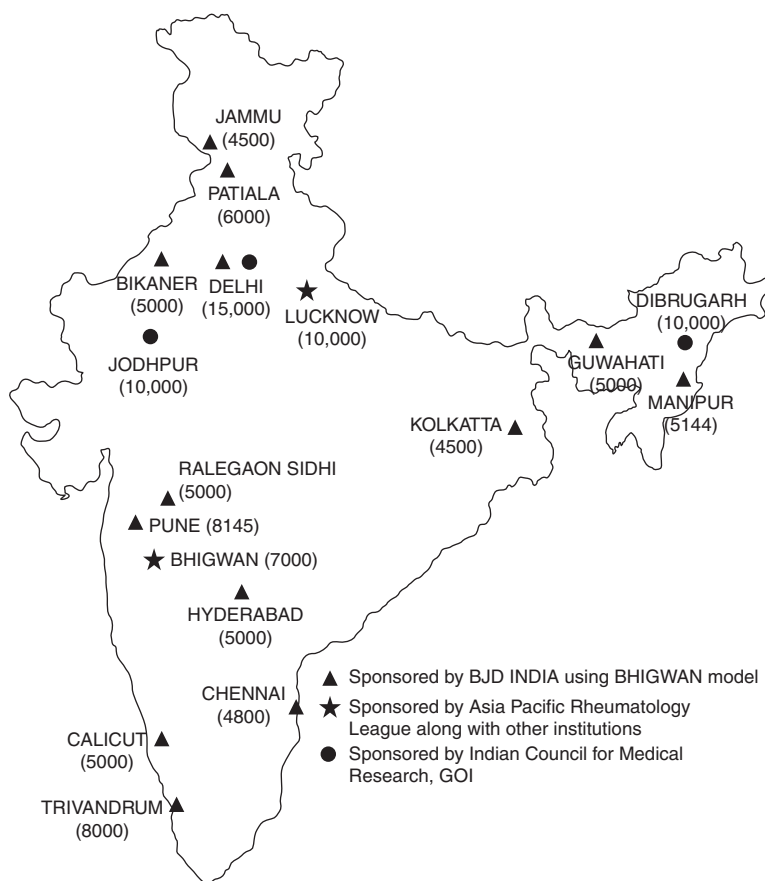 JAMMU
(4500)
PATIALA
(6000)
BIKANER
(5000)
DELHI
(15,000)
LUCKNOW
(10,000)
DIBRUGARH
(10,000)
JODHPUR
(10,000)
GUWAHATI
(5000)
MANIPUR
(5144)
KOLKATTA
(4500)
RALEGAON SIDHI
(5000)
PUNE (8145)
BHIGWAN (7000)
HYDERABAD
(5000)
CHENNAI
(4800)
CALICUT
(5000)
TRIVANDRUM
(8000)
Sponsored by BJD INDIA using BHIGWAN model
Sponsored by Asia Pacific Rheumatology
League along with other institutions
Sponsored by Indian Council for Medical
Research, GOI